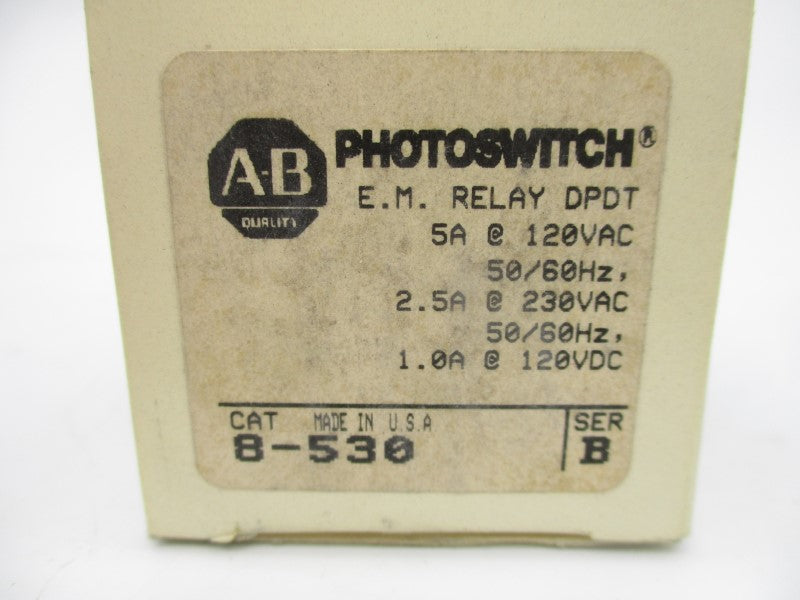 A-B
QUALITY
PHOTOSWITCH®
E.M. RELAY DPDT
5A @ 120VAC
50/60Hz,
2.5A @ 230VAC
50/60Hz,
1.0A @ 120VDC
CAT MADE IN U.S.A
8-530
SER
B